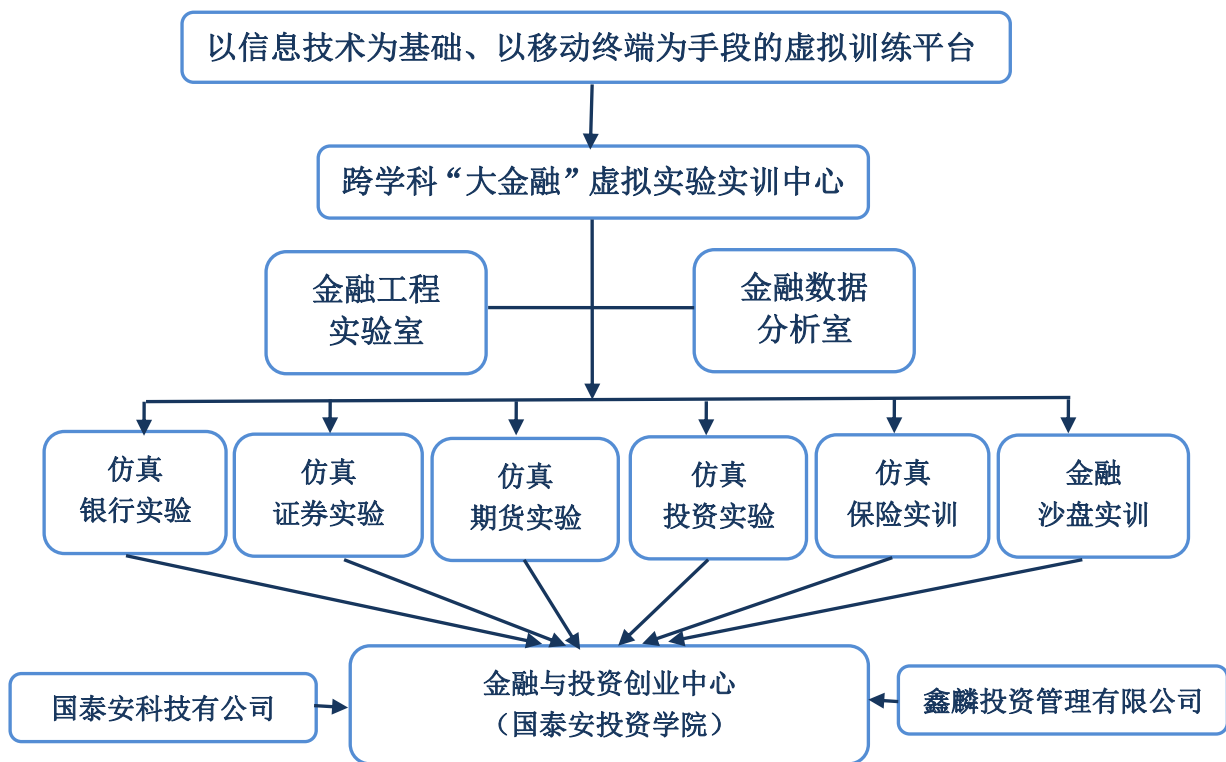 以信息技术为基础、以移动终端为手段的虚拟训练平台
跨学科“大金融”虚拟实验实训中心
金融工程
实验室
金融数据
分析室
仿真
银行实验
仿真
证券实验
仿真
期货实验
仿真
投资实验
仿真
保险实训
金融
沙盘实训
国泰安科技有公司
金融与投资创业中心
（国泰安投资学院）
鑫麟投资管理有限公司